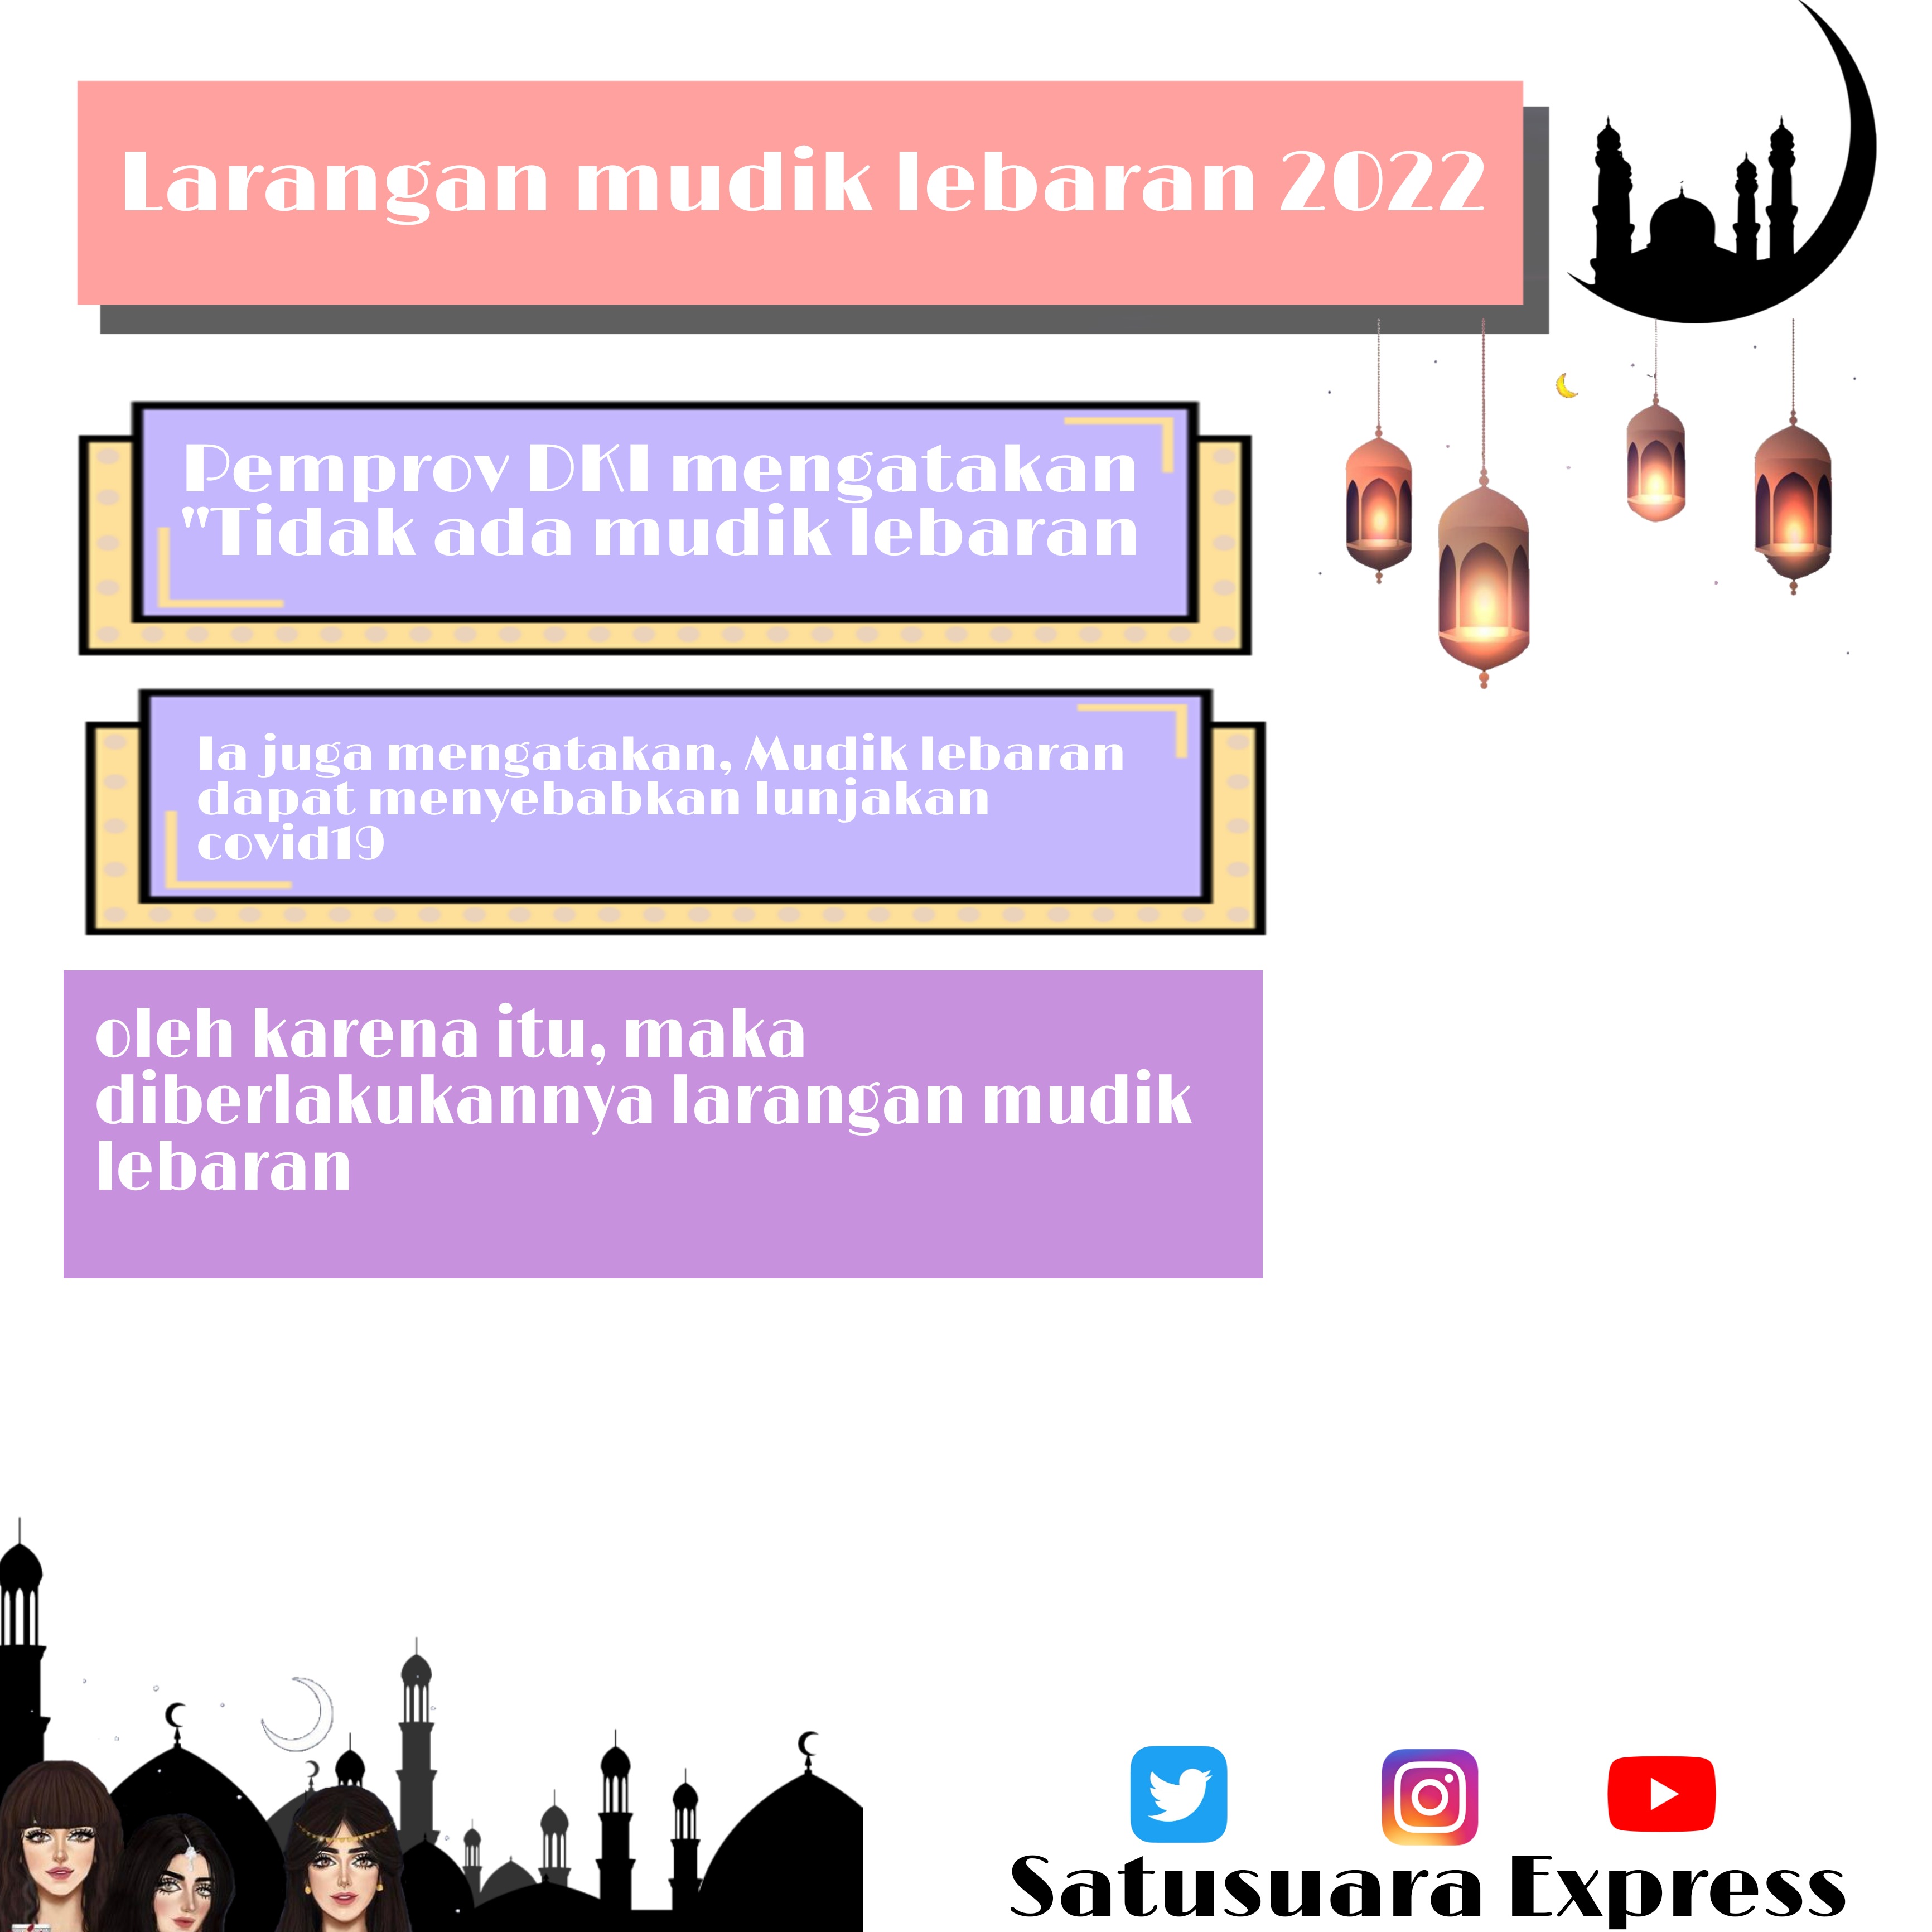 Larangan mudik lebaran 2022
Pemprov DKI mengatakan
"Tidak ada mudik lebaran
Ia juga mengatakan, Mudik lebaran
dapat menyebabkan lunjakan
covid19
oleh karena itu, maka
diberlakukannya larangan mudik
lebaran
Satusuara Express